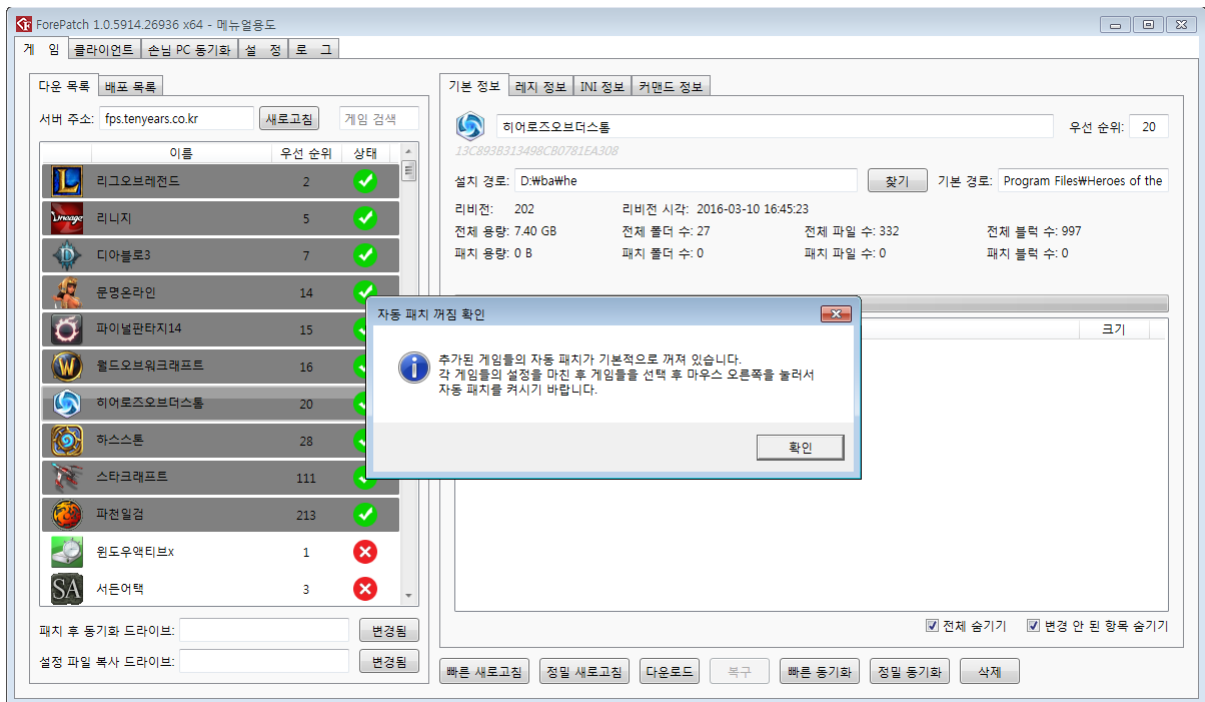 ForePatch 1.0.5914.26936 x64 - 메뉴얼용도
게 임 클라이언트 손님 PC 동기화 설 정 로 그
다운 목록 배포 목록
서버 주소: fps.tenyears.co.kr 새로고침 게임 검색
이름 우선 순위 상태
리그오브레전드 2
Lineage 리니지 5
디아블로3 7
문명온라인 14
파이널판타지14 15
월드오브워크래프트 16
히어로즈오브더스톰 20
하스스톤 28
스타크래프트 111
파천일검 213
윈도우액티브x 1
SA 서든어택 3
패치 후 동기화 드라이브: 변경됨
설정 파일 복사 드라이브: 변경됨
기본 정보 레지 정보 INI 정보 커맨드 정보
히어로즈오브더스톰 우선 순위: 20
13C893B313498CB0781EA308
설치 경로: D:₩ba₩he 찾기 기본 경로: Program Files₩Heroes of the
리비전: 202 리비전 시각: 2016-03-10 16:45:23
전체 용량: 7.40 GB 전체 폴더 수: 27 전체 파일 수: 332 전체 블럭 수: 997
패치 용량: 0 B 패치 폴더 수: 0 패치 파일 수: 0 패치 블럭 수: 0
크기
자동 패치 꺼짐 확인
추가된 게임들의 자동 패치가 기본적으로 꺼져 있습니다.
각 게임들의 설정을 마친 후 게임들을 선택 후 마우스 오른쪽을 눌러서
자동 패치를 켜시기 바랍니다.
확인
전체 숨기기 변경 안 된 항목 숨기기
빠른 새로고침 정밀 새로고침 다운로드 복구 빠른 동기화 정밀 동기화 삭제